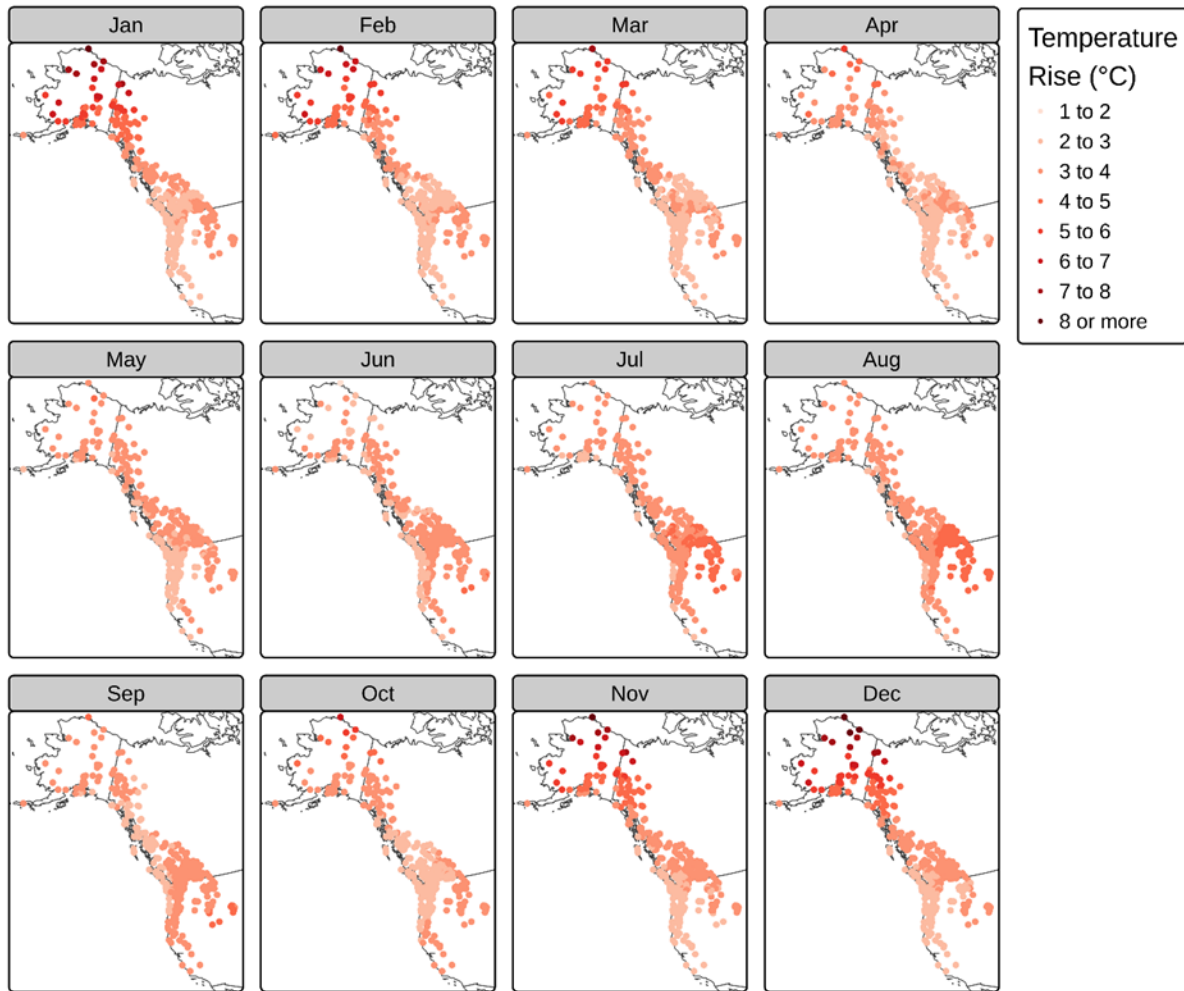 Jan
Feb
Mar
Apr
Temperature
Rise (°C)
1 to 2
2 to 3
3 to 4
4 to 5
5 to 6
6 to 7
7 to 8
8 or more
May
Jun
Jul
Aug
Sep
Oct
Nov
Dec